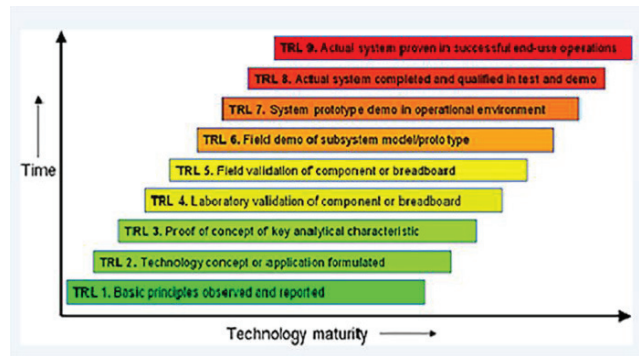 TRL 9. Actual system proven in successful end-use operations
TRL 8. Actual system completed and qualified in test and demo
TRL 7. System prototype demo in operational environment
TRL 6. Field demo of subsystem model/prototype
TRL 5. Field validation of component or breadboard
TRL 4. Laboratory validation of component or breadboard
TRL 3. Proof of concept of key analytical characteristic
TRL 2. Technology concept or application formulated
TRL 1. Basic principles observed and reported
Time
Technology maturity